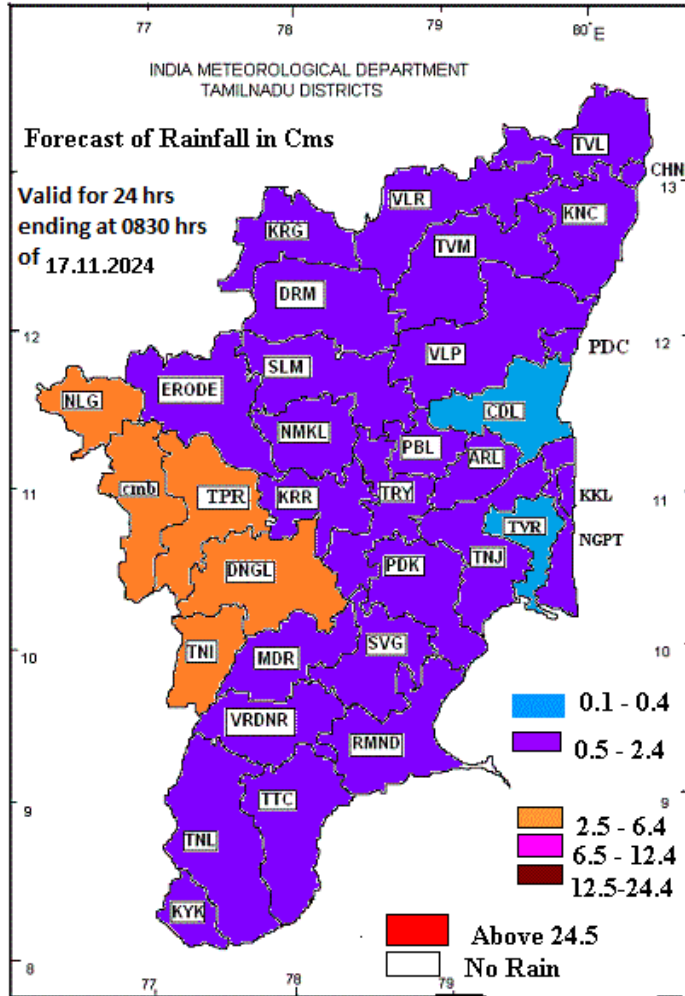 77 78 79 80° E
INDIA METEOROLOGICAL DEPARTMENT
TAMILNADU DISTRICTS
Forecast of Rainfall in Cms
Valid for 24 hrs
ending at 0830 hrs
of 17.11.2024
TVL
CHN
13
VLR
KNC
KRG
TVM
DRM
12
12
PDC
VLP
SLM
ERODE
NLG
CDL
NMKL
PBL
ARL
11
cmb
TPR
KRR
TRY
KKL
11
TYR
NGPT
DNGL
PDK
TNJ
10
TNI
MDR
SVG
10
0.1 - 0.4
VRDNR
RMND
0.5 - 2.4
9
TTC
9
2.5 - 6.4
TNL
6.5 - 12.4
12.5-24.4
KYK
Above 24.5
8
No Rain
77 78 79